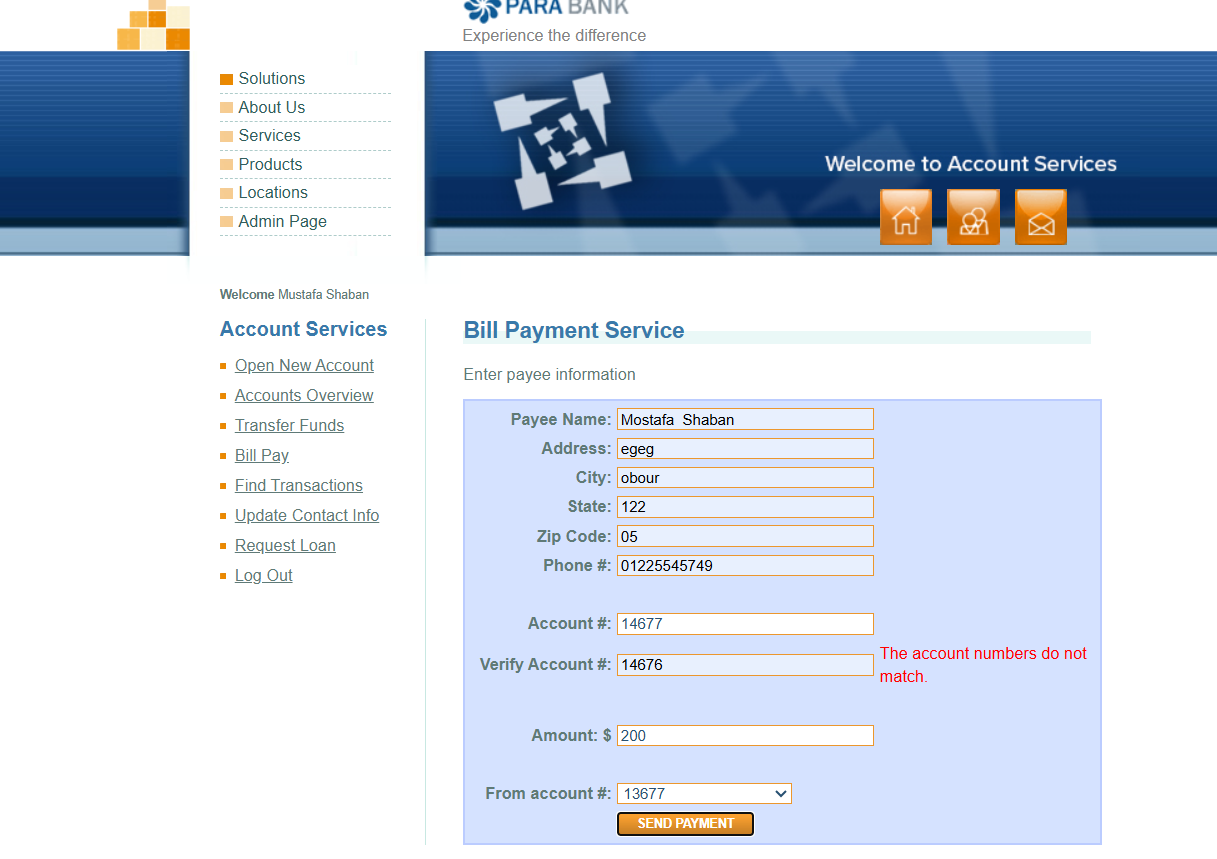 PARA BANK
Experience the difference
Solutions
About Us
Services
Products
Locations
Admin Page
Welcome to Account Services
Welcome Mustafa Shaban
Account Services
Open New Account
Accounts Overview
Transfer Funds
Bill Pay
Find Transactions
Update Contact Info
Request Loan
Log Out
Bill Payment Service
Enter payee information
Payee Name: Mostafa  Shaban
Address: egeg
City: obour
State: 122
Zip Code: 05
Phone #: 01225545749
Account #: 14677
Verify Account #: 14676 The account numbers do not
match.
Amount: $ 200
From account #: 13677
SEND PAYMENT